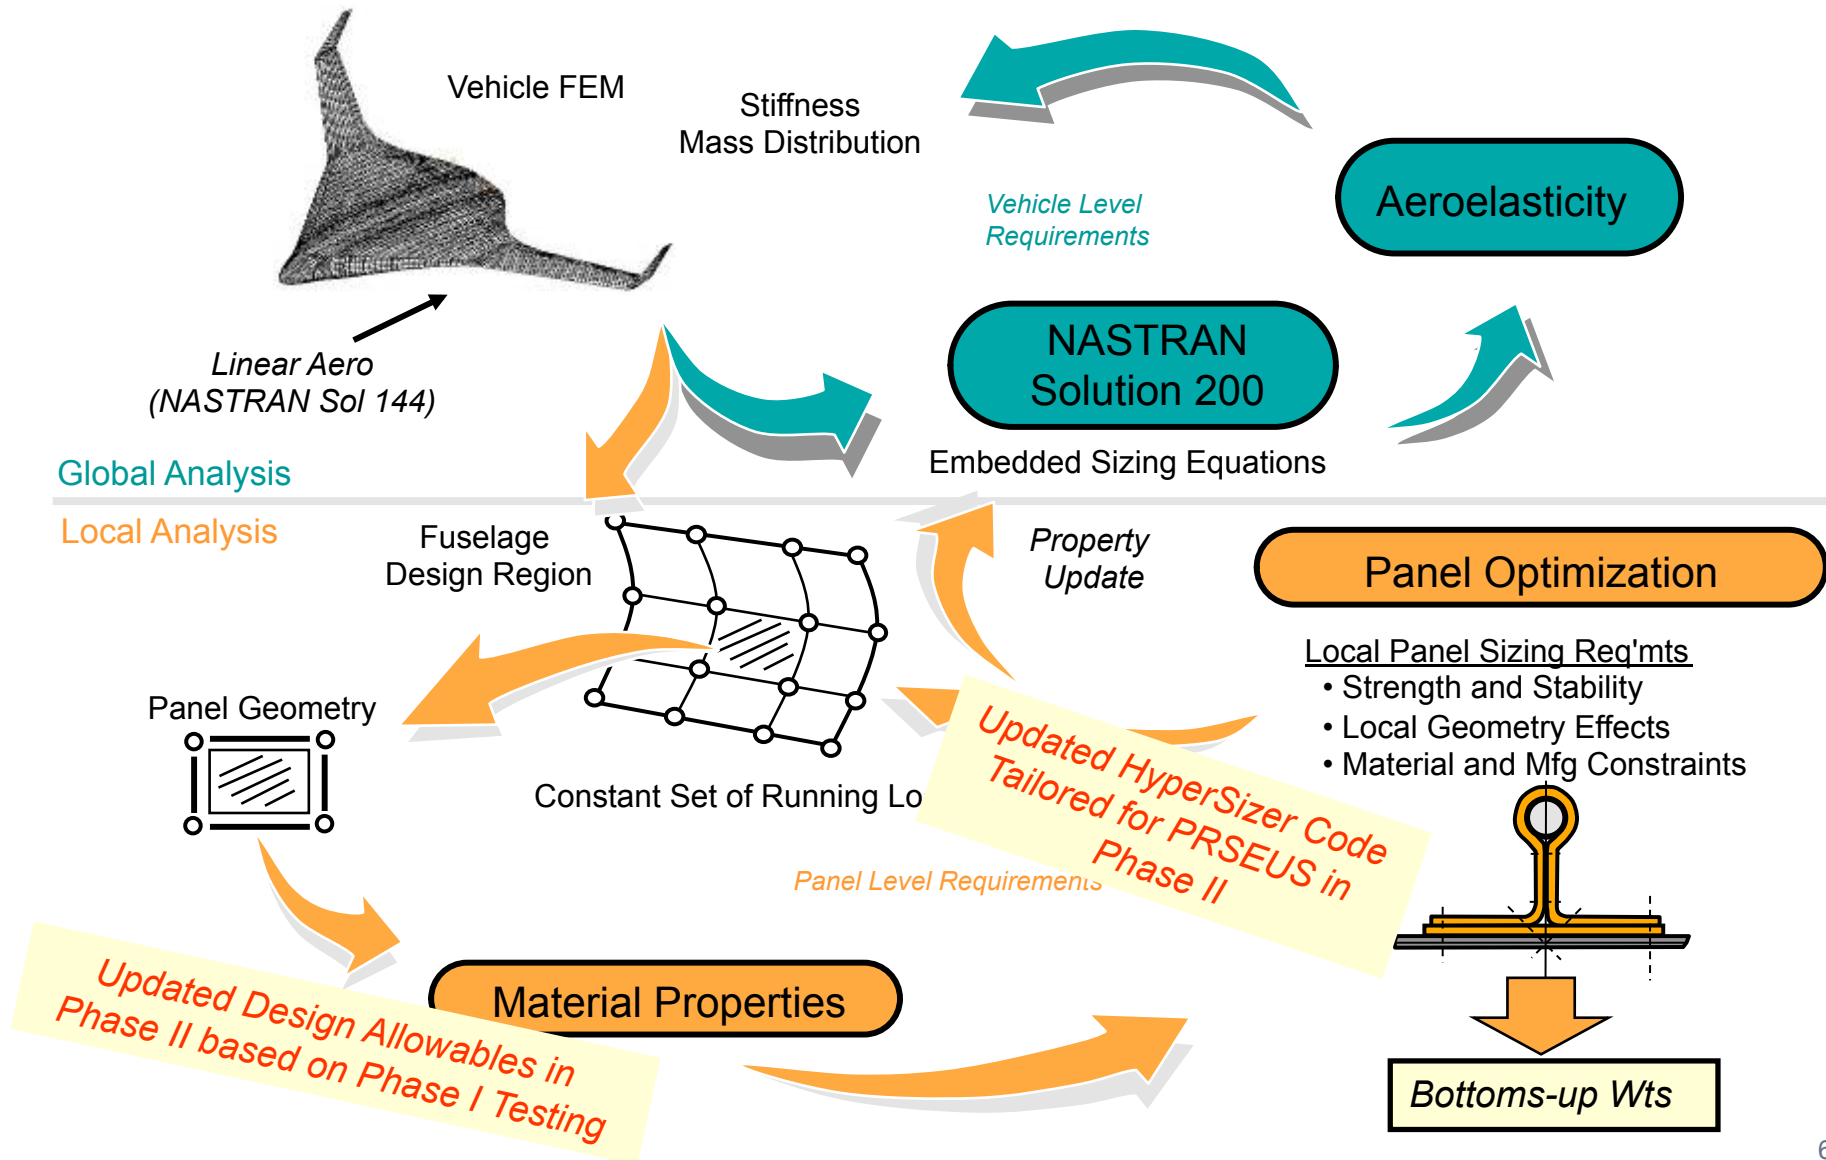 Vehicle FEM
Stiffness
Mass Distribution
Vehicle Level
Requirements
Aeroelasticity
Linear Aero
(NASTRAN Sol 144)
NASTRAN
Solution 200
Embedded Sizing Equations
Global Analysis
Local Analysis
Fuselage
Design Region
Property
Update
Panel Optimization
Local Panel Sizing Req'mts
• Strength and Stability
• Local Geometry Effects
• Material and Mfg Constraints
Panel Geometry
Constant Set of Running Lo
Updated HyperSizer Code
Tailored for PRSEUS in
Phase II
Panel Level Requirements
Updated Design Allowables in
Phase II based on Phase I Testing
Material Properties
Bottoms-up Wts
6